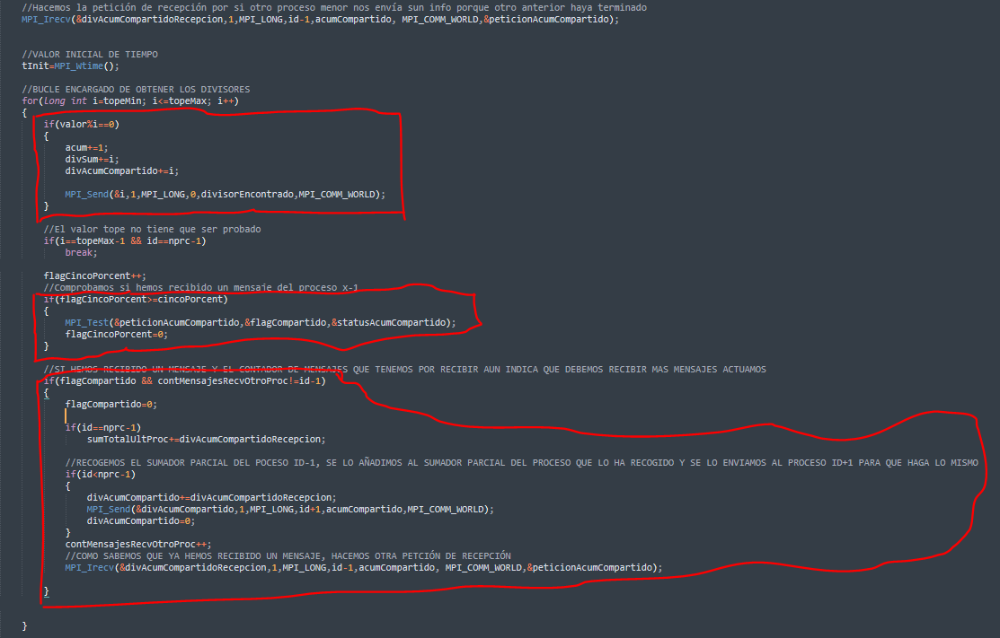 //Hacemos la petición de recepción por si otro proceso menor nos envía sun info porque otro anterior haya terminado
MPI_Irecv(&divAcumCompartidoRecepcion,1,MPI_LONG,id-1,acumCompartido, MPI_COMM_WORLD,&peticionAcumCompartido);
//VALOR INICIAL DE TIEMPO
tInit=MPI_Wtime();
//BUCLE ENCARGADO DE OBTENER LOS DIVISORES
for(long int i=topeMin; i<=topeMax; i++)
{
if(valor%i==0)
{
acum+=1;
divSum+=i;
divAcumCompartido+=i;
MPI_Send(&i,1,MPI_LONG,0,divisorEncontrado,MPI_COMM_WORLD);
}
//El valor tope no tiene que ser probado
if(i==topeMax-1 && id==nprc-1)
break;
flagCincoPorcent++;
//Comprobamos si hemos recibido un mensaje del proceso x-1
if(flagCincoPorcent>=cincoPorcent)
{
MPI_Test(&peticionAcumCompartido,&flagCompartido,&statusAcumCompartido);
flagCincoPorcent=0;
}
//SI HEMOS RECIBIDO UN MENSAJE Y EL CONTADOR DE MENSAJES QUE TENEMOS POR RECIBIR AUN INDICA QUE DEBEMOS RECIBIR MAS MENSAJES ACTUAMOS
if(flagCompartido && contMensajesRecvOtroProc!=id-1)
{
flagCompartido=0;
if(id==nprc-1)
sumTotalUltProc+=divAcumCompartidoRecepcion;
//RECOGEMOS EL SUMADOR PARCIAL DEL POCESO ID-1, SE LO AÑADIMOS AL SUMADOR PARCIAL DEL PROCESO QUE LO HA RECOGIDO Y SE LO ENVIAMOS AL PROCESO ID+1 PARA QUE HAGA LO MISMO
if(id<nprc-1)
{
divAcumCompartido+=divAcumCompartidoRecepcion;
MPI_Send(&divAcumCompartido,1,MPI_LONG,id+1,acumCompartido,MPI_COMM_WORLD);
divAcumCompartido=0;
}
contMensajesRecvOtroProc++;
//COMO SABEMOS QUE YA HEMOS RECIBIDO UN MENSAJE, HACEMOS OTRA PETCIÓN DE RECEPCIÓN
MPI_Irecv(&divAcumCompartidoRecepcion,1,MPI_LONG,id-1,acumCompartido, MPI_COMM_WORLD,&peticionAcumCompartido);
}
}